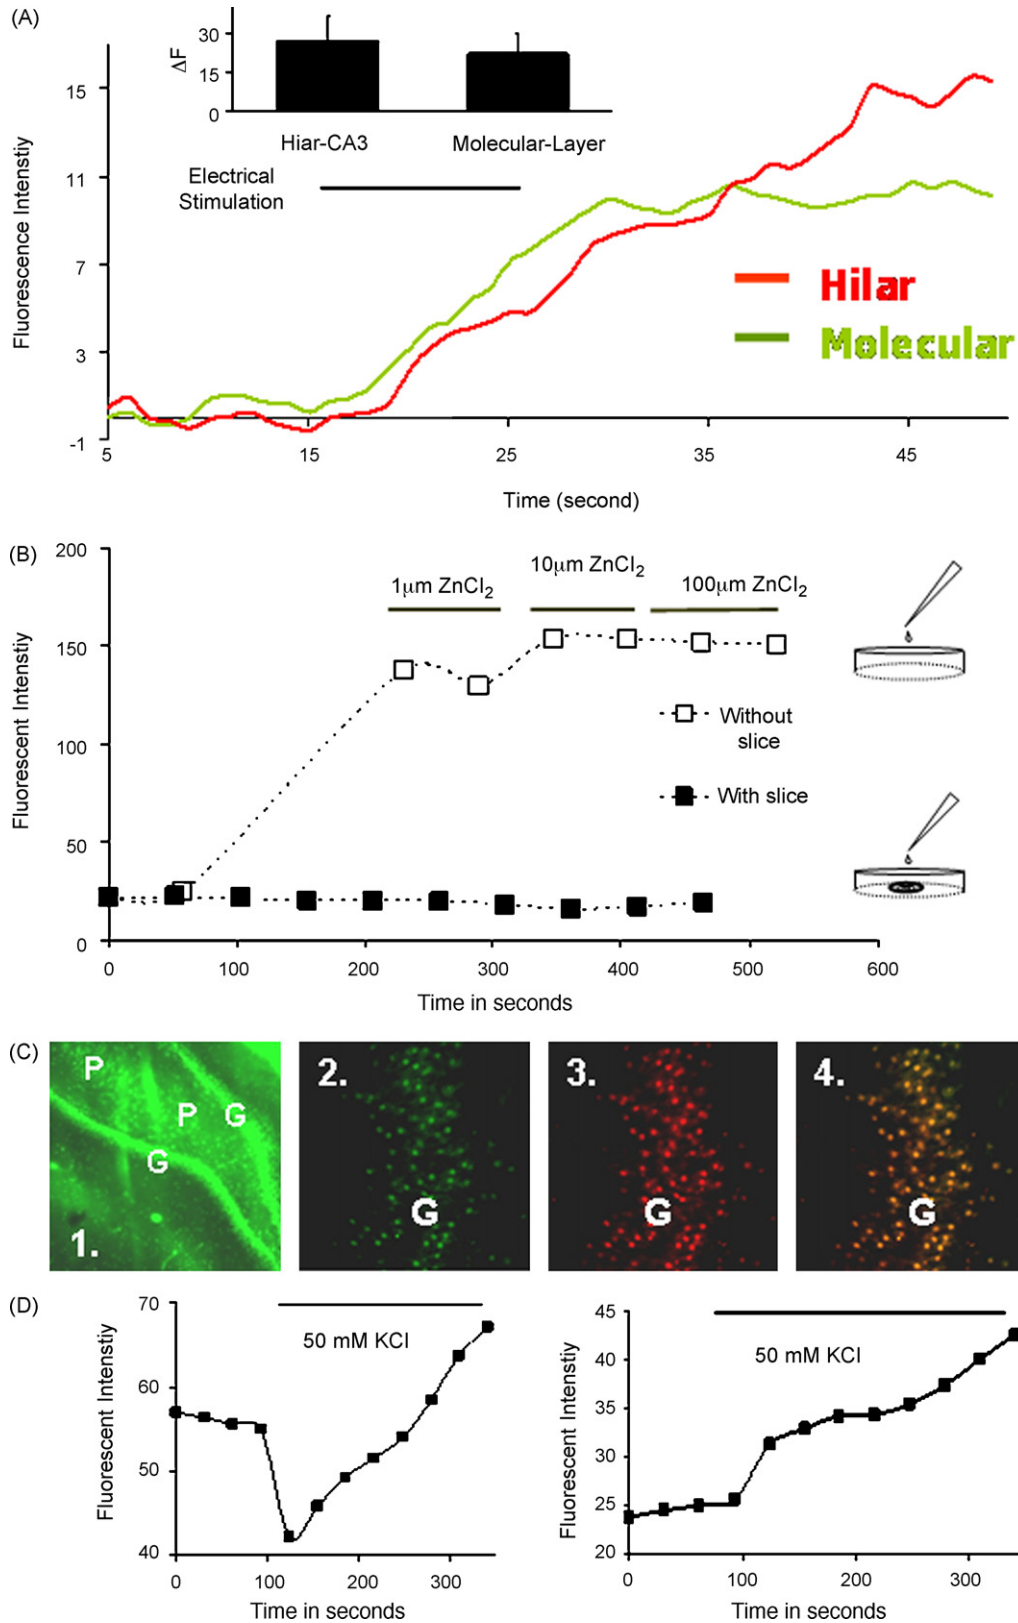 (A)
30
15
0
ΔF
Hiar-CA3
Molecular-Layer
Electrical
Stimulation
15
11
7
3
-1
Fluorescence Intenstiy
Hilar
Molecular
5
15
25
35
45
Time (second)
(B)
200
150
100
50
0
Fluorescent Intenstiy
1μm ZnCl₂
10μm ZnCl₂
100μm ZnCl₂
Without
slice
With slice
0
100
200
300
400
500
600
Time in seconds
(C)
P
P
G
G
1.
2.
G
3.
G
4.
G
(D)
70
60
50
40
Fluorescent Intenstiy
50 mM KCl
0
100
200
300
Time in seconds
45
40
35
30
25
20
Fluorescent Intenstiy
50 mM KCl
0
100
200
300
Time in seconds